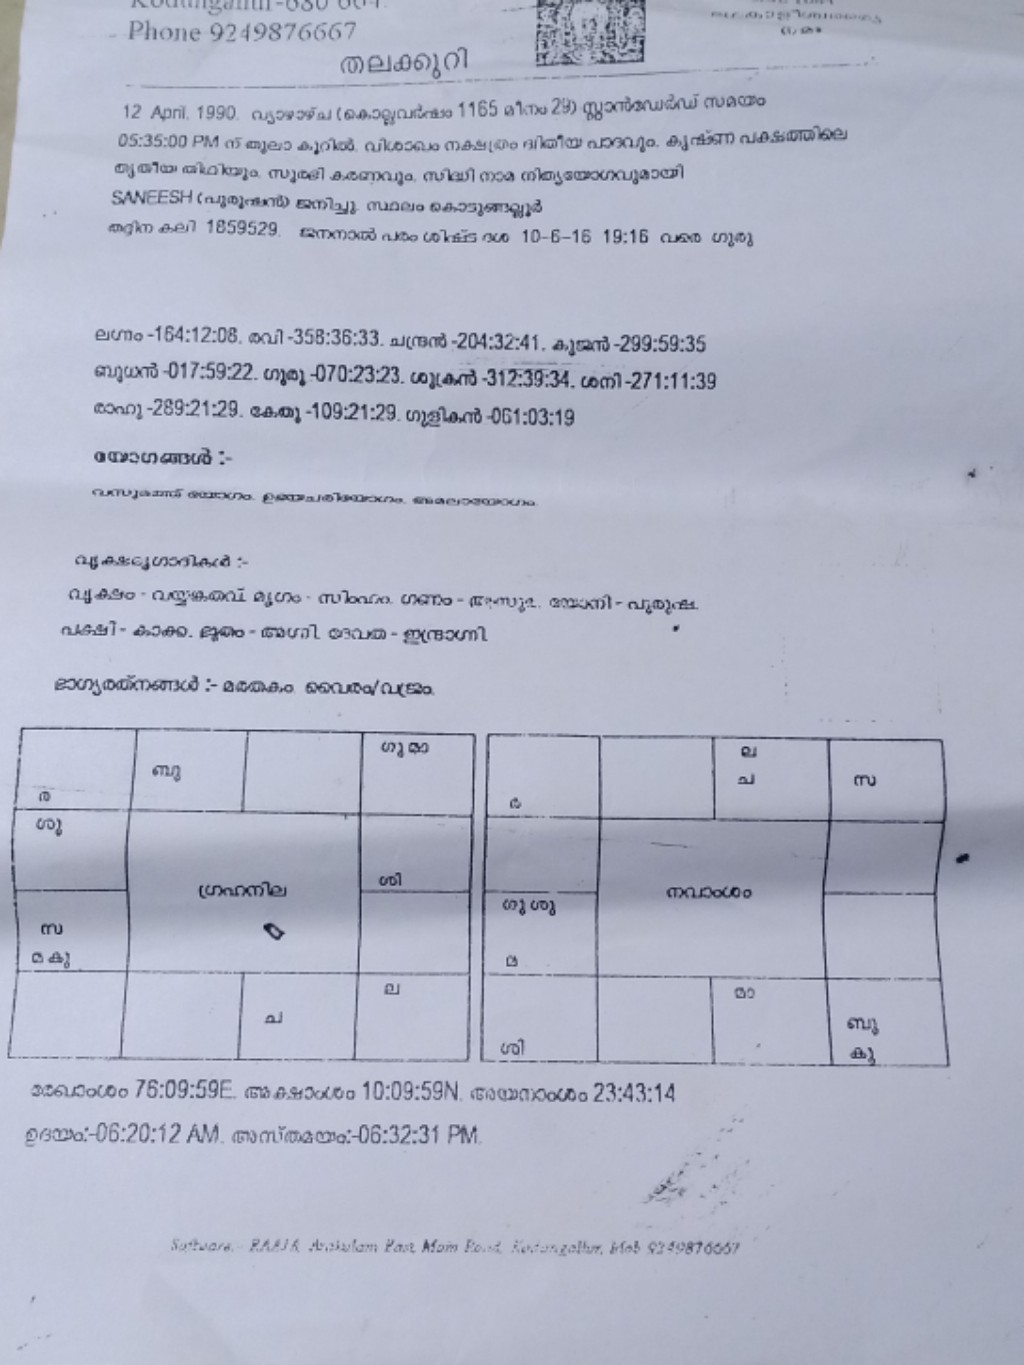 Kodungallur-680 664.
Phone 9249876667
തലക്കുറി
12 April, 1990, വ്യാഴാഴ്ച (കൊല്ലവർഷം 1165 മീനം 29) സ്റ്റാൻഡേർഡ് സമയം
05:35:00 PM ന് തുലാ കൂറിൽ, വിശാഖം നക്ഷത്രം ദ്വിതീയ പാദവും, കൃഷ്ണ പക്ഷത്തിലെ
തൃതീയ തിഥിയും, സുരഭി കരണവും, സിദ്ധി നാമ നിത്യയോഗവുമായി
SANEESH (പുരുഷൻ) ജനിച്ചു. സ്ഥലം കൊടുങ്ങല്ലൂർ
തദ്ദിന കലി 1859529. ജനനാൽ പരം ശിഷ്ട ദശ 10-6-16 19:16 വരെ ഗുരു
ലഗ്നം -164:12:08, രവി -358:36:33, ചന്ദ്രൻ -204:32:41, കുജൻ -299:59:35
ബുധൻ -017:59:22, ഗുരു -070:23:23, ശുക്രൻ -312:39:34, ശനി -271:11:39
രാഹു -289:21:29, കേതു -109:21:29, ഗുളികൻ -061:03:19
യോഗങ്ങൾ :-
വസുമത് യോഗം, ഉഭയചരിയോഗം, അമലായോഗം,
വൃക്ഷമൃഗാദികൾ :-
വൃക്ഷം - വയ്യങ്കതവ്, മൃഗം - സിംഹം, ഗണം - അസുര, യോനി - പുരുഷ,
പക്ഷി - കാക്ക, ഭൂതം - അഗ്നി, ദേവത - ഇന്ദ്രാഗ്നി,
ഭാഗ്യരത്നങ്ങൾ :- മരതകം, വൈരം/വജ്രം,
ഗു മാ
ബു
ര
ശു
ശി
ഗ്രഹനില
സ
മ കു
ല
ച
ല
ച
സ
ര
നവാംശം
ഗു ശു
മ
മാ
ബു
കു
ശി
രേഖാംശം 76:09:59E, അക്ഷാംശം 10:09:59N, അയനാംശം 23:43:14
ഉദയം:-06:20:12 AM, അസ്തമയം:-06:32:31 PM,
Software:- Arakulam East, Main Road, Kodungallur, Mob 9249876667